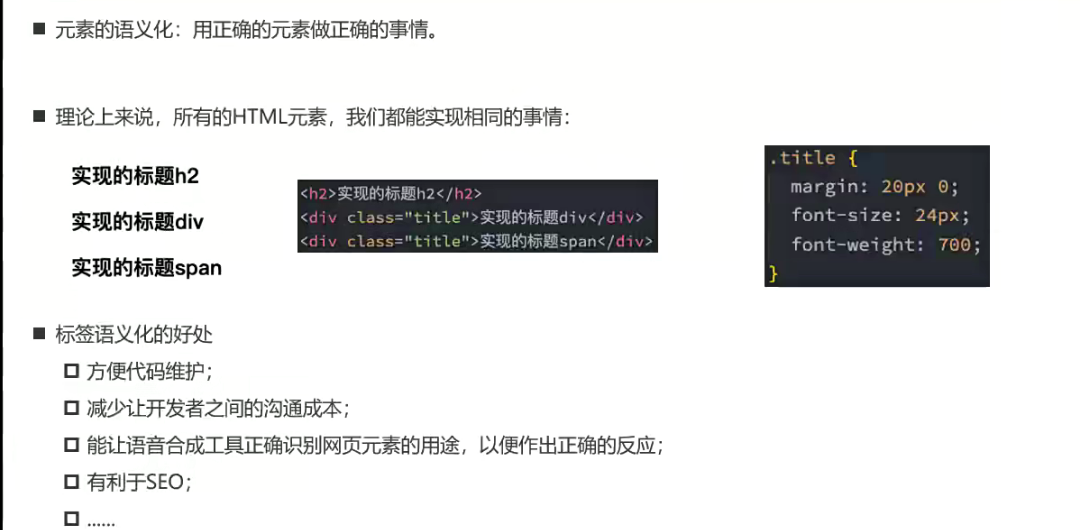 ■ 元素的语义化：用正确的元素做正确的事情。
■ 理论上来说，所有的HTML元素，我们都能实现相同的事情：
实现的标题h2
实现的标题div
实现的标题span
<h2>实现的标题h2</h2>
<div class="title">实现的标题div</div>
<div class="title">实现的标题span</div>
.title {
margin: 20px 0;
font-size: 24px;
font-weight: 700;
}
■ 标签语义化的好处
方便代码维护；
减少让开发者之间的沟通成本；
能让语音合成工具正确识别网页元素的用途，以便作出正确的反应；
有利于SEO；
......